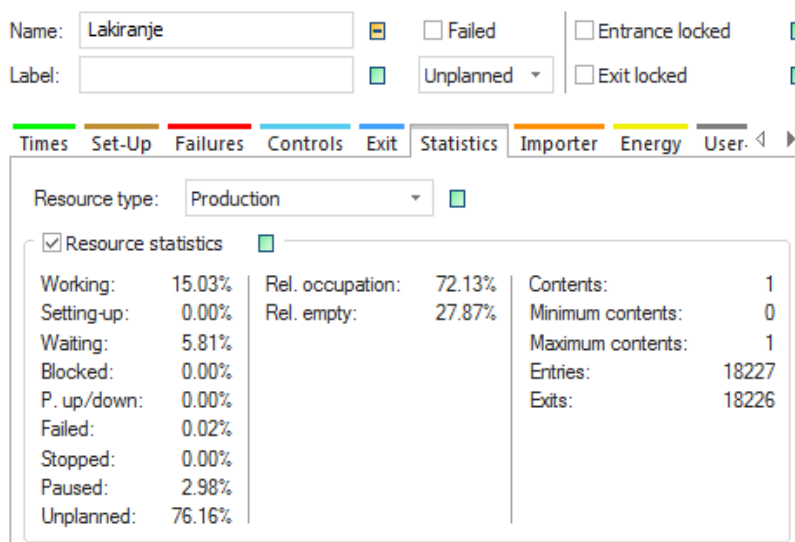 Name: Lakiranje Failed Entrance locked
Label: Unplanned Exit locked
Times Set-Up Failures Controls Exit Statistics Importer Energy User-
Resource type: Production
Resource statistics
Working: 15.03% Rel. occupation: 72.13% Contents: 1
Setting-up: 0.00% Rel. empty: 27.87% Minimum contents: 0
Waiting: 5.81% Maximum contents: 1
Blocked: 0.00% Entries: 18227
P. up/down: 0.00% Exits: 18226
Failed: 0.02%
Stopped: 0.00%
Paused: 2.98%
Unplanned: 76.16%